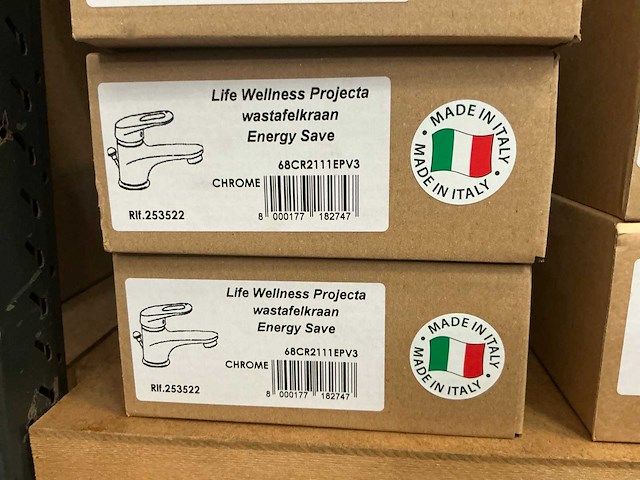 Life Wellness Projecta
wastafelkraan
Energy Save
68CR2111EPV3
CHROME
8 000177 182747
RIf.253522
MADE IN ITALY
MADE IN ITALY
Life Wellness Projecta
wastafelkraan
Energy Save
68CR2111EPV3
CHROME
8 000177 182747
RIf.253522
MADE IN ITALY
MADE IN ITALY